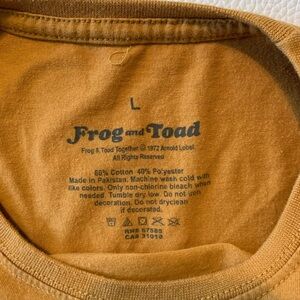 L
Frog and Toad
Frog & Toad Together © 1972 Arnold Lobel
All Rights Reserved
60% Cotton 40% Polyester
Made in Pakistan. Machine wash cold with
like colors. Only non-chlorine bleach when
needed. Tumble dry low. Do not iron
decoration. Do not dryclean
if decorated.
RN# 67885
CA# 31019